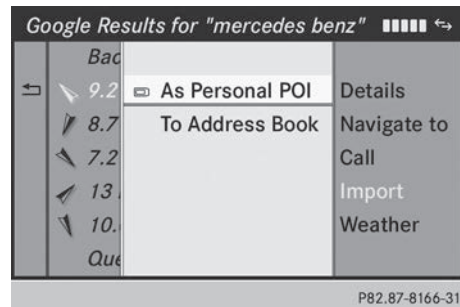 Google Results for "mercedes benz"
Bac
9.2
8.7
7.2
13
10.
Que
As Personal POI
To Address Book
Details
Navigate to
Call
Import
Weather
P82.87-8166-31